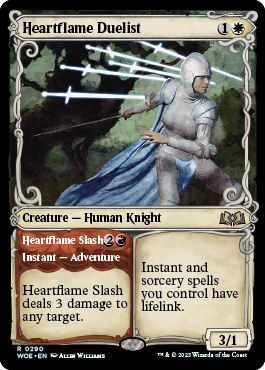 Heartflame Duelist 1
Creature — Human Knight
Heartflame Slash 2
Instant — Adventure
Heartflame Slash
deals 3 damage to
any target.
Instant and
sorcery spells
you control have
lifelink.
3/1
R 0290
WOE • EN Allen Williams
™ & © 2023 Wizards of the Coast